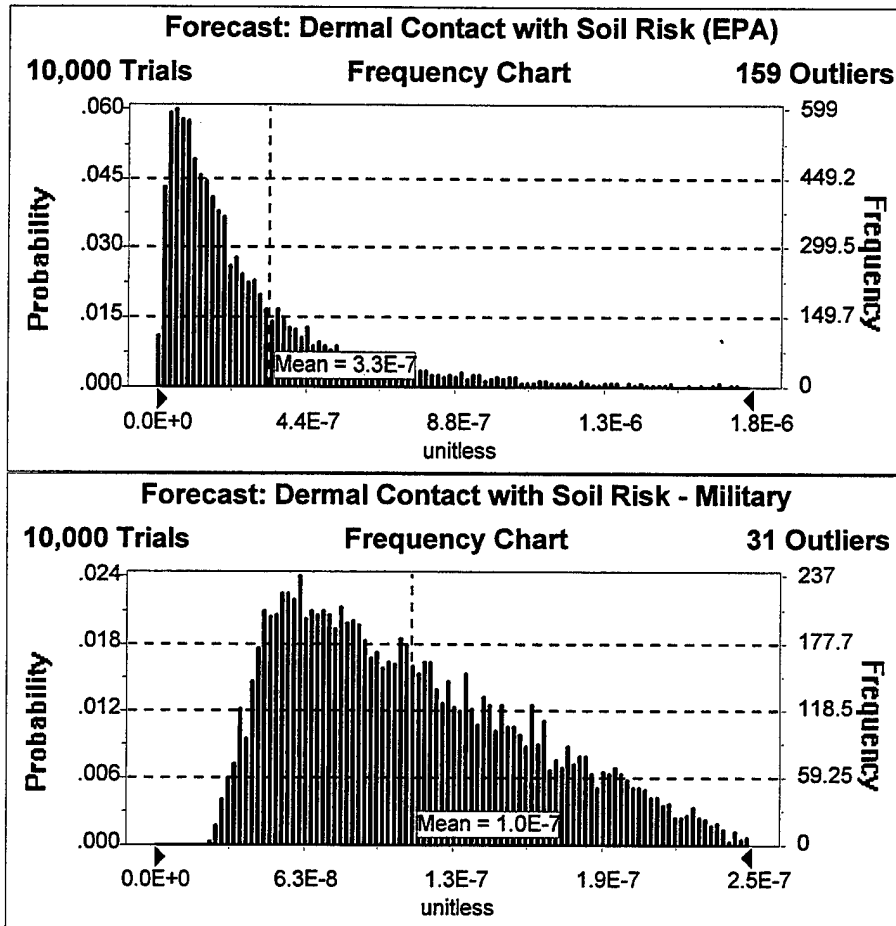 Forecast: Dermal Contact with Soil Risk (EPA)
10,000 Trials Frequency Chart 159 Outliers
.060 599
.045 449.2
.030 299.5
.015 149.7
.000 0
Probability
Frequency
Mean = 3.3E-7
0.0E+0 4.4E-7 8.8E-7 1.3E-6 1.8E-6
unitless
Forecast: Dermal Contact with Soil Risk - Military
10,000 Trials Frequency Chart 31 Outliers
.024 237
.018 177.7
.012 118.5
.006 59.25
.000 0
Probability
Frequency
Mean = 1.0E-7
0.0E+0 6.3E-8 1.3E-7 1.9E-7 2.5E-7
unitless